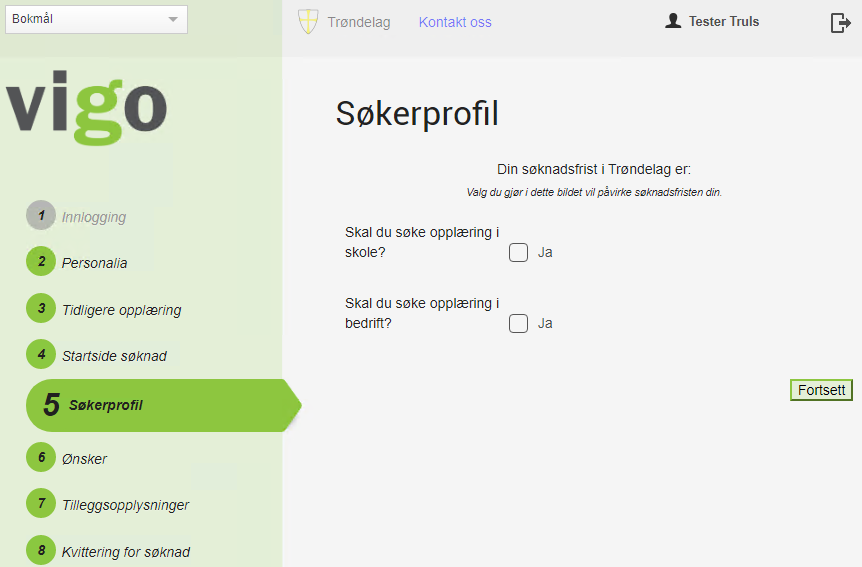 Bokmål
Trøndelag
Kontakt oss
Tester Truls
vigo
1 Innlogging
2 Personalia
3 Tidligere opplæring
4 Startside søknad
5 Søkerprofil
6 Ønsker
7 Tilleggsopplysninger
8 Kvittering for søknad
Søkerprofil
Din søknadsfrist i Trøndelag er:
Valg du gjør i dette bildet vil påvirke søknadsfristen din.
Skal du søke opplæring i
skole?
Ja
Skal du søke opplæring i
bedrift?
Ja
Fortsett